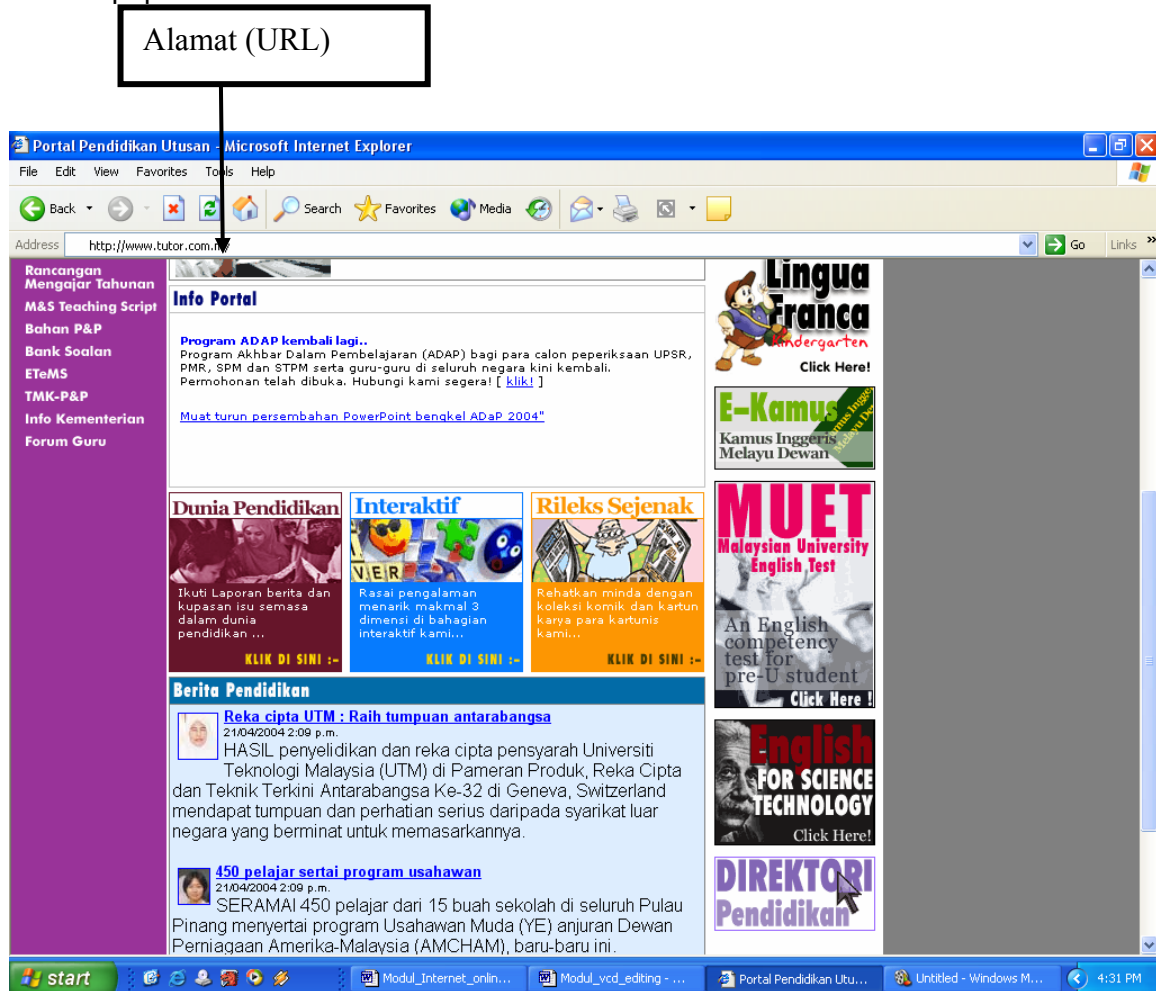 Alamat (URL)
Portal Pendidikan Utusan - Microsoft Internet Explorer
File Edit View Favorites Tools Help
Back Search Favorites Media
Address http://www.tutor.com.my Go Links »
Rancangan
Mengajar Tahunan
M&S Teaching Script
Bahan P&P
Bank Soalan
ETeMS
TMK-P&P
Info Kementerian
Forum Guru
Info Portal
Program ADAP kembali lagi..
Program Akhbar Dalam Pembelajaran (ADAP) bagi para calon peperiksaan UPSR,
PMR, SPM dan STPM serta guru-guru di seluruh negara kini kembali.
Permohonan telah dibuka. Hubungi kami segera! [ klik! ]
Muat turun persembahan PowerPoint bengkel ADaP 2004"
Dunia Pendidikan
Ikuti Laporan berita dan
kupasan isu semasa
dalam dunia
pendidikan ...
KLIK DI SINI :-
Interaktif
VER
Rasai pengalaman
menarik makmal 3
dimensi di bahagian
interaktif kami...
KLIK DI SINI :-
Rileks Sejenak
Rehatkan minda dengan
koleksi komik dan kartun
karya para kartunis
kami...
KLIK DI SINI :-
Berita Pendidikan
Reka cipta UTM : Raih tumpuan antarabangsa
21/04/2004 2:09 p.m.
HASIL penyelidikan dan reka cipta pensyarah Universiti
Teknologi Malaysia (UTM) di Pameran Produk, Reka Cipta
dan Teknik Terkini Antarabangsa Ke-32 di Geneva, Switzerland
mendapat tumpuan dan perhatian serius daripada syarikat luar
negara yang berminat untuk memasarkannya.
450 pelajar sertai program usahawan
21/04/2004 2:09 p.m.
SERAMAI 450 pelajar dari 15 buah sekolah di seluruh Pulau
Pinang menyertai program Usahawan Muda (YE) anjuran Dewan
Perniagaan Amerika-Malaysia (AMCHAM), baru-baru ini.
Lingua
Franca
Kindergarten
Click Here!
E-Kamus
Kamus Inggeris
Melayu Dewan
MUET
Malaysian University
English Test
An English
competency
test for
pre-U student
Click Here !
English
FOR SCIENCE
TECHNOLOGY
Click Here!
DIREKTORI
Pendidikan
start Modul_Internet_onlin... Modul_vcd_editing - ... Portal Pendidikan Utu... Untitled - Windows M... 4:31 PM